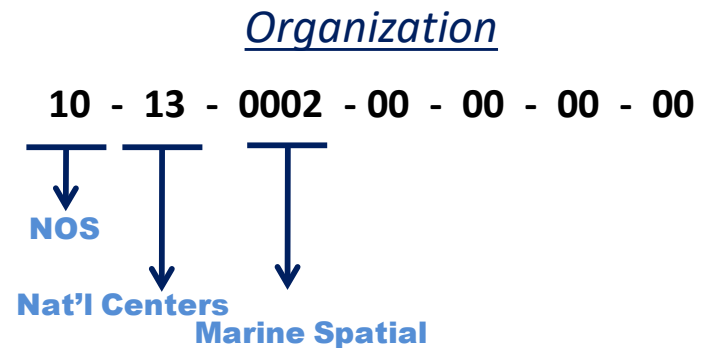 Organization
10 - 13 - 0002 - 00 - 00 - 00 - 00
NOS
Nat'l Centers
Marine Spatial